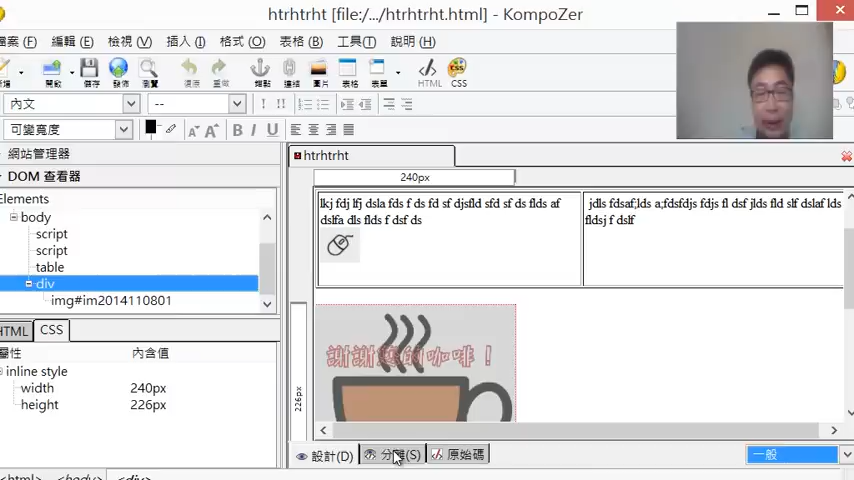 htrhtrht [file:/.../htrhtrht.html] - KompoZer
檔案 (F) 編輯 (E) 檢視 (V) 插入 (I) 格式 (O) 表格 (B) 工具(T) 說明 (H)
開啟 儲存 發佈 瀏覽 復原 重做 錨點 連結 圖片 表格 表單 HTML CSS
內文 --
可變寬度 A A B I U
網站管理器
DOM 查看器
Elements
body
script
script
table
div
img#im2014110801
HTML CSS
屬性 內含值
inline style
width 240px
height 226px
htrhtrht
240px
lkj fdj lfj dsla fds f ds fd sf djsfld sfd sf ds flds af
dslfa dls flds f dsf ds
jdls fdsaf;lds a;fdsfdjs fdjs fl dsf jlds fld slf dslaf lds
fldsj f dslf
226px
謝謝您的咖啡！
設計(D) 分離(S) 原始碼 一般
<html> <body> <div>